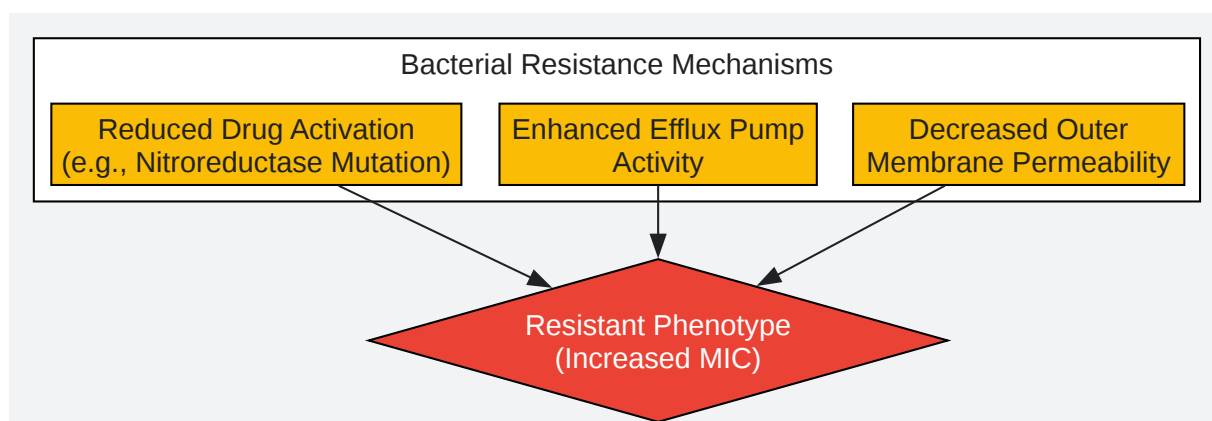 Bacterial Resistance Mechanisms
Reduced Drug Activation
(e.g., Nitroreductase Mutation)
Enhanced Efflux Pump
Activity
Decreased Outer
Membrane Permeability
Resistant Phenotype
(Increased MIC)